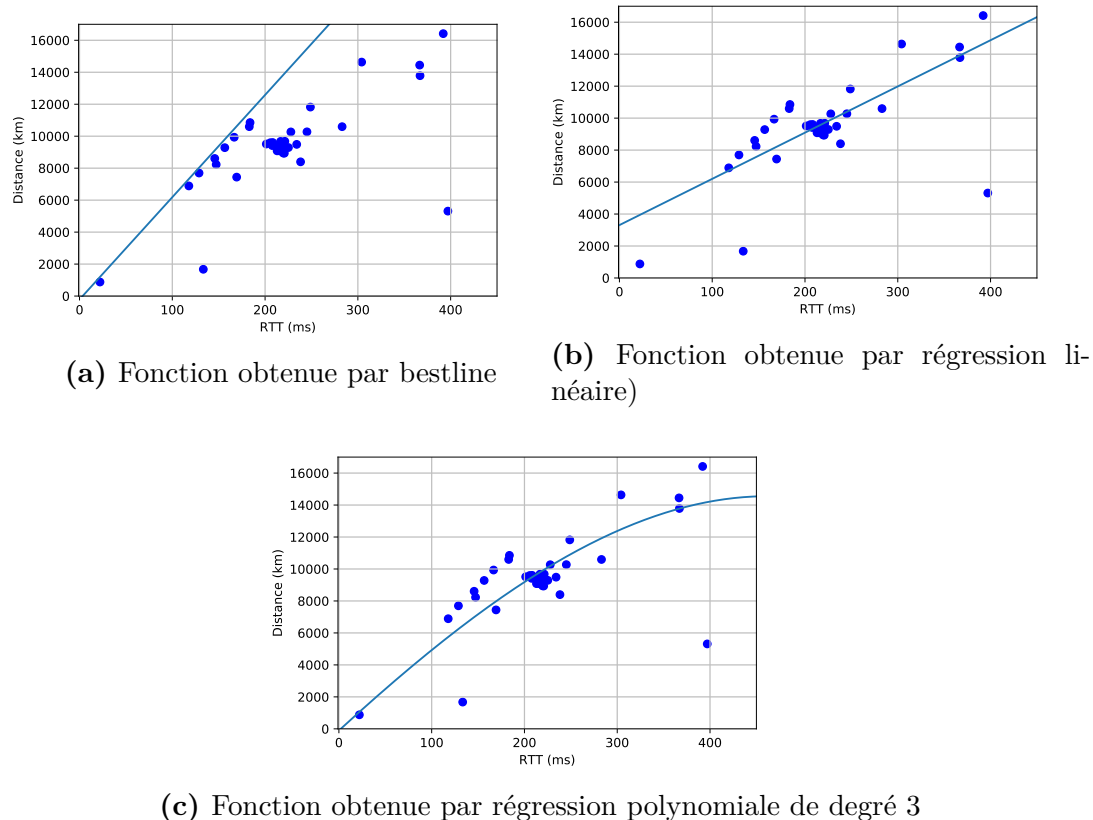 16000
14000
12000
10000
8000
6000
4000
2000
0
Distance (km)
0 100 200 300 400
RTT (ms)
(a) Fonction obtenue par bestline
16000
14000
12000
10000
8000
6000
4000
2000
0
Distance (km)
0 100 200 300 400
RTT (ms)
(b) Fonction obtenue par régression li-
néaire)
16000
14000
12000
10000
8000
6000
4000
2000
0
Distance (km)
0 100 200 300 400
RTT (ms)
(c) Fonction obtenue par régression polynomiale de degré 3